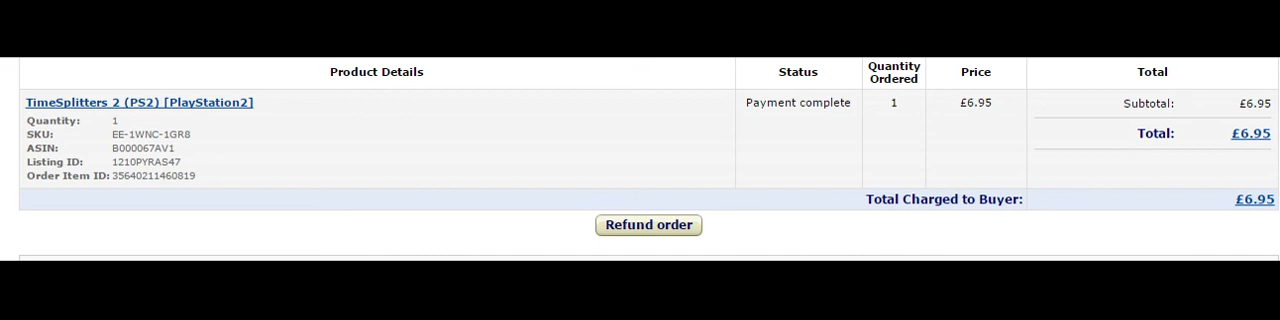 Product Details Status Quantity Ordered Price Total
TimeSplitters 2 (PS2) [PlayStation2] Payment complete 1 £6.95 Subtotal: £6.95
Quantity: 1
SKU: EE-1WNC-1GR8 Total: £6.95
ASIN: B000067AV1
Listing ID: 1210PYRAS47
Order Item ID: 35640211460819
Total Charged to Buyer: £6.95
Refund order